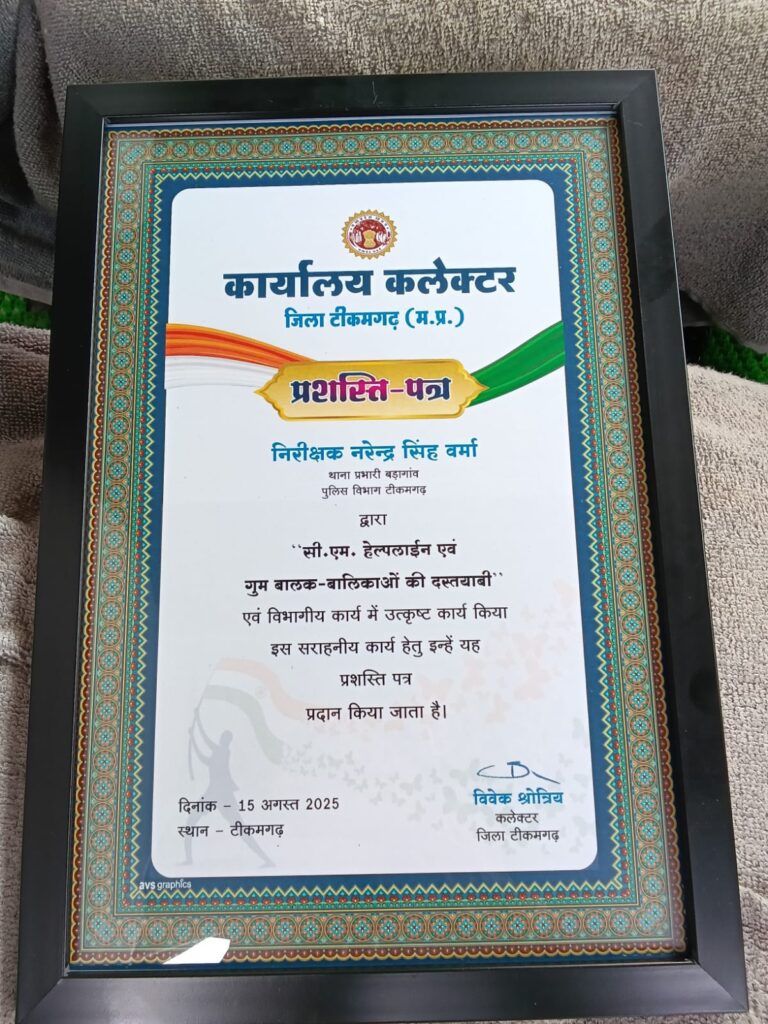 कार्यालय कलेक्टर
जिला टीकमगढ़ (म.प्र.)
प्रशस्ति-पत्र
निरीक्षक नरेन्द्र सिंह वर्मा
थाना प्रभारी बड़ागांव
पुलिस विभाग टीकमगढ़
द्वारा
"सी.एम. हेल्पलाईन एवं
गुम बालक-बालिकाओं की दस्तयाबी"
एवं विभागीय कार्य में उत्कृष्ट कार्य किया
इस सराहनीय कार्य हेतु इन्हें यह
प्रशस्ति पत्र
प्रदान किया जाता है।
दिनांक - 15 अगस्त 2025
स्थान - टीकमगढ़
विवेक श्रोत्रिय
कलेक्टर
जिला टीकमगढ़
avs graphics